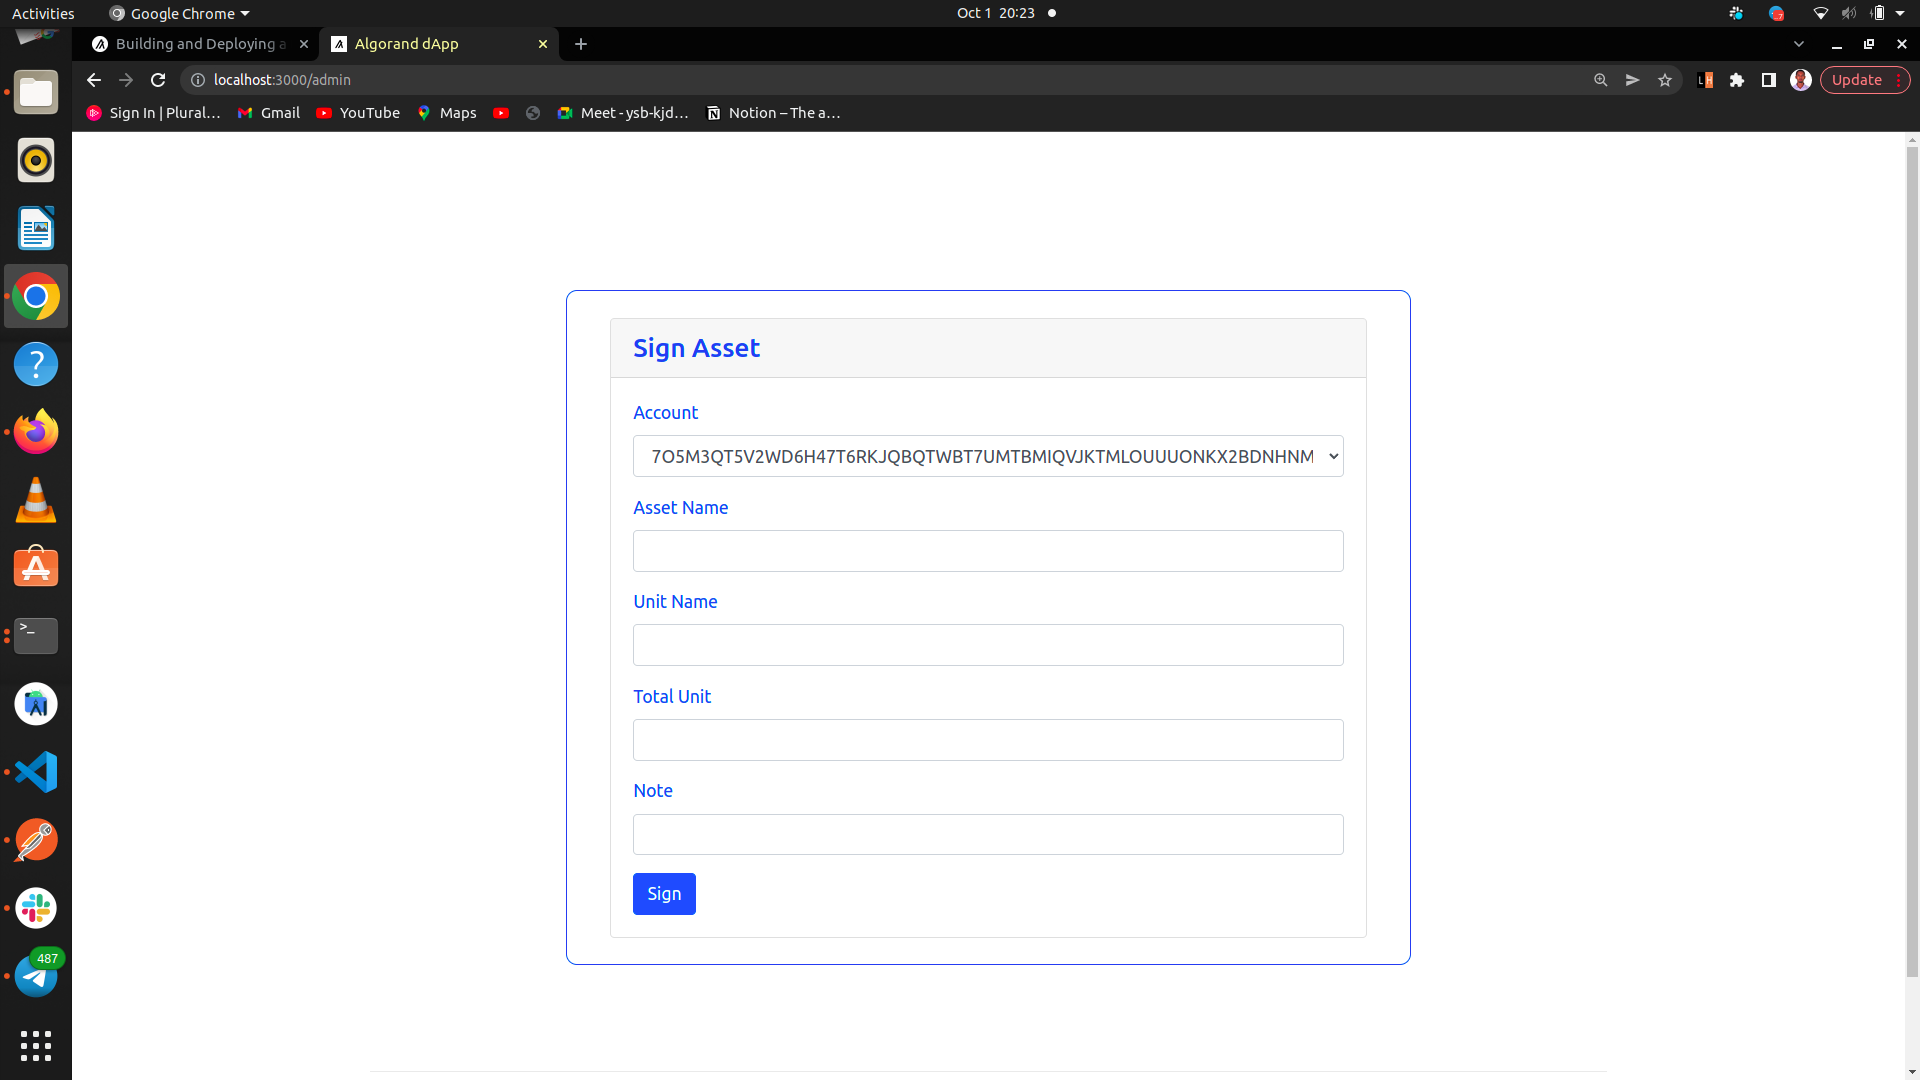 Activities
Google Chrome
Oct 1 20:23
Building and Deploying a
Algorand dApp
localhost:3000/admin
Update
Sign In | Plural…
Gmail
YouTube
Maps
Meet - ysb-kjd…
Notion – The a…
Sign Asset
Account
7O5M3QT5V2WD6H47T6RKJQBQTWBT7UMTBMIQVJKTMLOUUUONKX2BDNHNM
Asset Name
Unit Name
Total Unit
Note
Sign
487